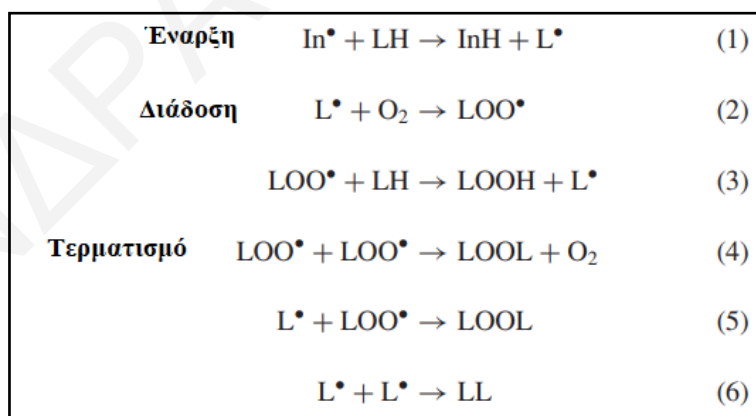 Έναρξη In• + LH → InH + L• (1)
Διάδοση L• + O₂ → LOO• (2)
LOO• + LH → LOOH + L• (3)
Τερματισμό LOO• + LOO• → LOOL + O₂ (4)
L• + LOO• → LOOL (5)
L• + L• → LL (6)